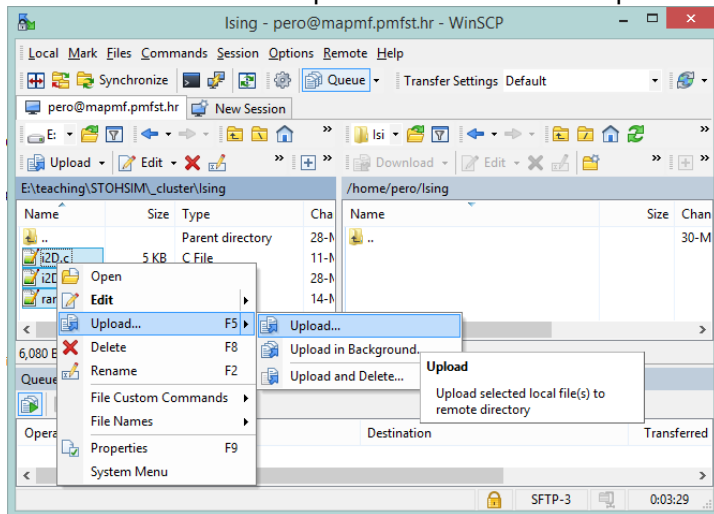 Ising - pero@mapmf.pmfst.hr - WinSCP
Local Mark Files Commands Session Options Remote Help
Synchronize Queue Transfer Settings Default
pero@mapmf.pmfst.hr New Session
E: Isi
Upload Edit Download Edit
E:\teaching\STOHSIM\_cluster\Ising /home/pero/Ising
Name Size Type Cha Name Size Chan
.. Parent directory 28-N .. 30-M
i2D.c 5 KB C File 11-N
i2D 28-N
ran 14-N
Open
Edit
Upload... F5
Delete F8
Rename F2
File Custom Commands
File Names
Properties F9
System Menu
Upload...
Upload in Background...
Upload and Delete...
Upload
Upload selected local file(s) to
remote directory
6,080 B
Queue
Opera Destination Transferred
SFTP-3 0:03:29